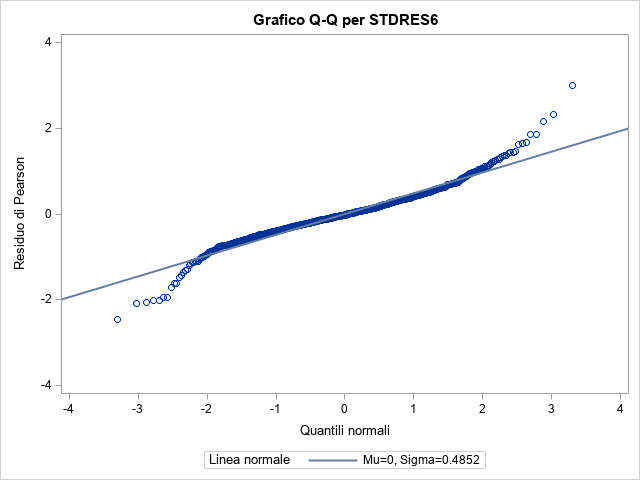 Grafico Q-Q per STDRES6
Residuo di Pearson
4
2
0
-2
-4
-4
-3
-2
-1
0
1
2
3
4
Quantili normali
Linea normale
Mu=0, Sigma=0.4852